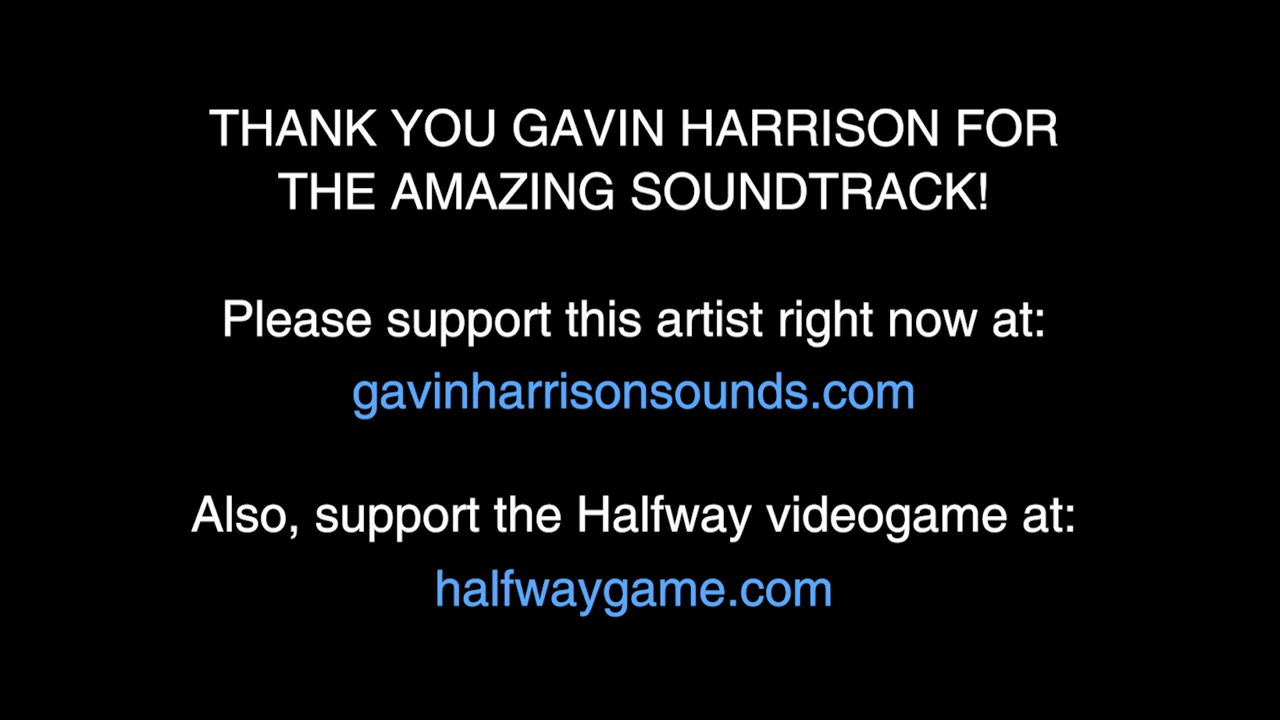 THANK YOU GAVIN HARRISON FOR
THE AMAZING SOUNDTRACK!
Please support this artist right now at:
gavinharrisonsounds.com
Also, support the Halfway videogame at:
halfwaygame.com